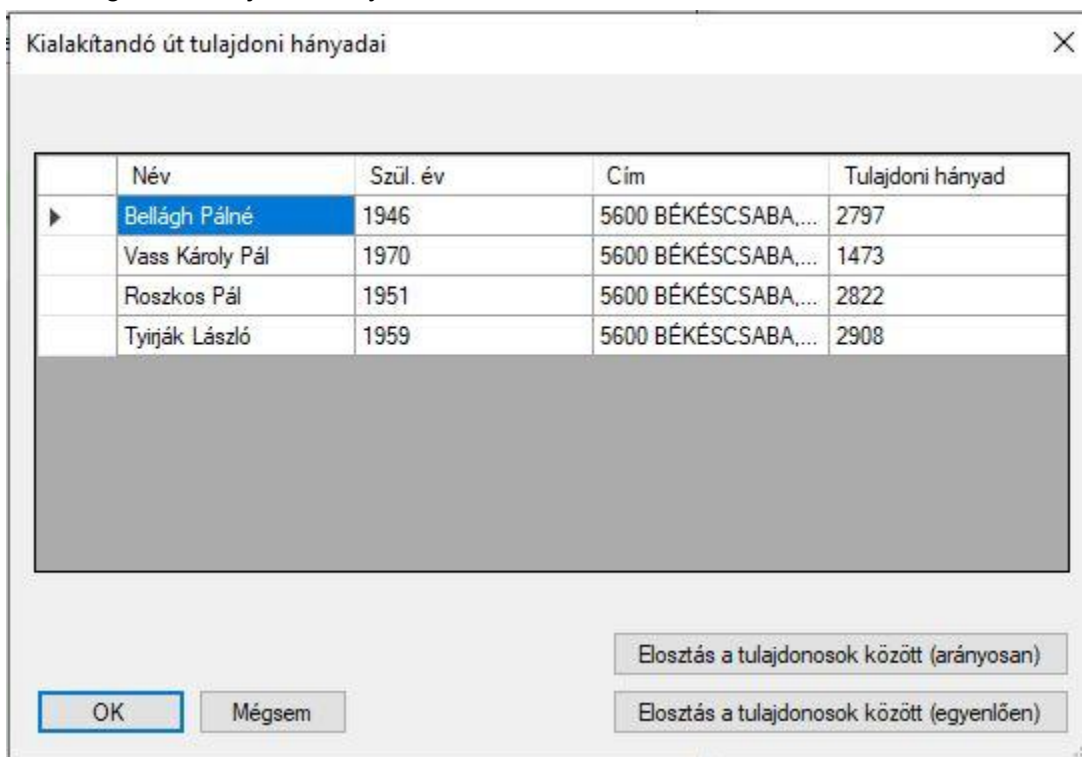 Kialakítandó út tulajdoni hányadai
Név Szül. év Cím Tulajdoni hányad
Bellágh Pálné 1946 5600 BÉKÉSCSABA,... 2797
Vass Károly Pál 1970 5600 BÉKÉSCSABA,... 1473
Roszkos Pál 1951 5600 BÉKÉSCSABA,... 2822
Tyirják László 1959 5600 BÉKÉSCSABA,... 2908
Elosztás a tulajdonosok között (arányosan)
OK Mégsem Elosztás a tulajdonosok között (egyenlően)